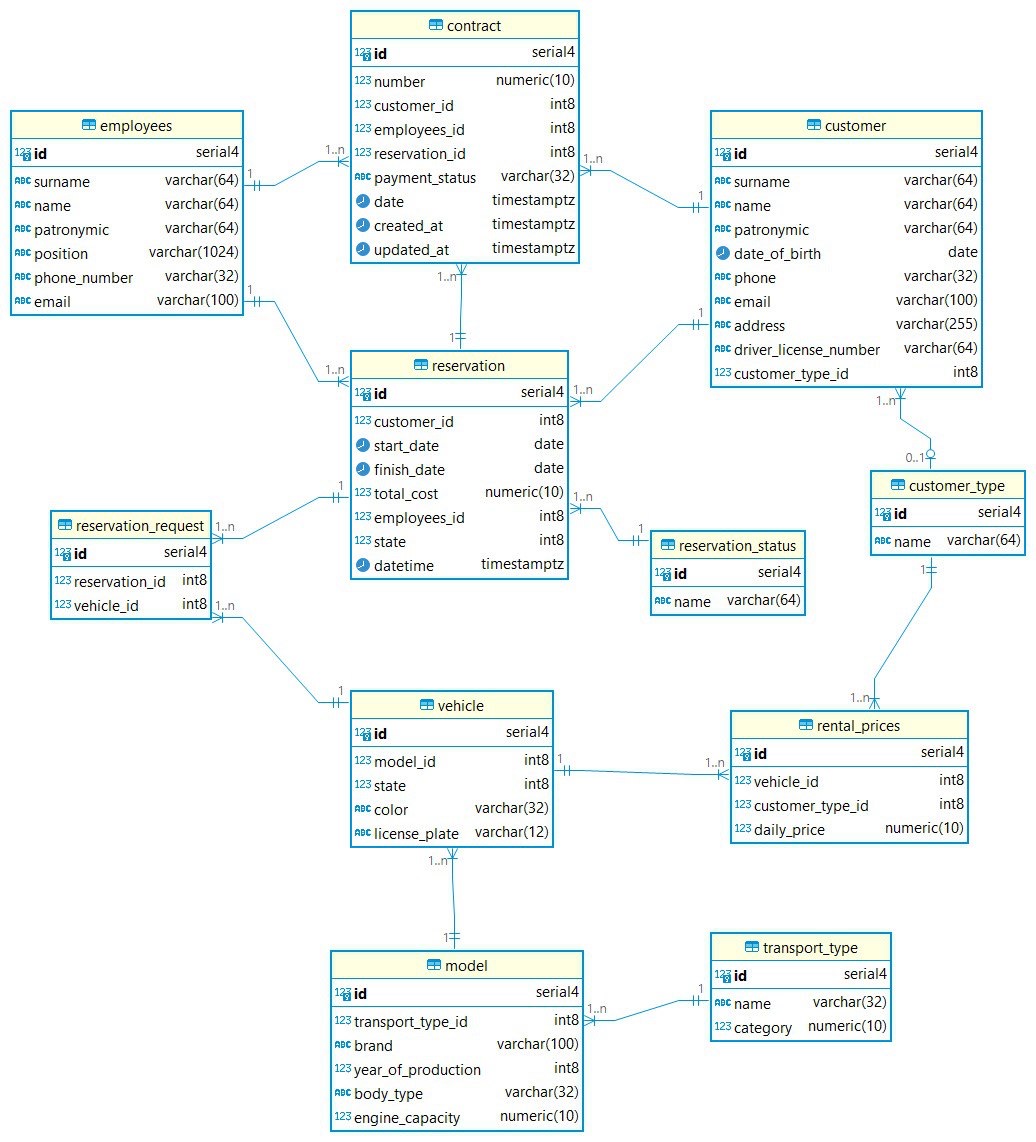 contract
123 id serial4
123 number numeric(10)
123 customer_id int8
123 employees_id int8
123 reservation_id int8
ABC payment_status varchar(32)
date timestamptz
created_at timestamptz
updated_at timestamptz
employees
123 id serial4
ABC surname varchar(64)
ABC name varchar(64)
ABC patronymic varchar(64)
ABC position varchar(1024)
ABC phone_number varchar(32)
ABC email varchar(100)
customer
123 id serial4
ABC surname varchar(64)
ABC name varchar(64)
ABC patronymic varchar(64)
date_of_birth date
ABC phone varchar(32)
ABC email varchar(100)
ABC address varchar(255)
ABC driver_license_number varchar(64)
123 customer_type_id int8
1
1..n
1..n
1
1
1..n
1..n
1
1
1..n
reservation
123 id serial4
123 customer_id int8
start_date date
finish_date date
123 total_cost numeric(10)
123 employees_id int8
123 state int8
datetime timestamptz
1..n
0..1
customer_type
123 id serial4
ABC name varchar(64)
1
1..n
1..n
1
reservation_request
123 id serial4
123 reservation_id int8
123 vehicle_id int8
reservation_status
123 id serial4
ABC name varchar(64)
1
1..n
1..n
1
vehicle
123 id serial4
123 model_id int8
123 state int8
ABC color varchar(32)
ABC license_plate varchar(12)
1
1..n
rental_prices
123 id serial4
123 vehicle_id int8
123 customer_type_id int8
123 daily_price numeric(10)
1..n
1
model
123 id serial4
123 transport_type_id int8
ABC brand varchar(100)
123 year_of_production int8
ABC body_type varchar(32)
123 engine_capacity numeric(10)
1..n
1
transport_type
123 id serial4
ABC name varchar(32)
123 category numeric(10)